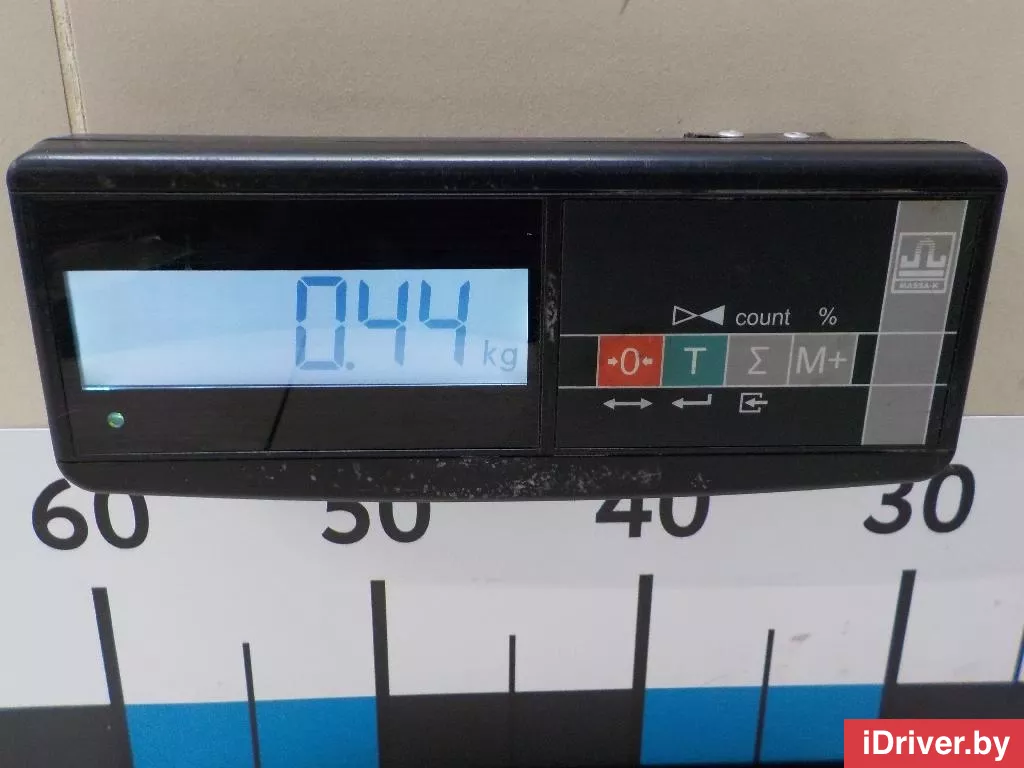 0.44 kg
count %
→0← T Σ M+
MASSA-K
60 50 40 30
iDriver.by